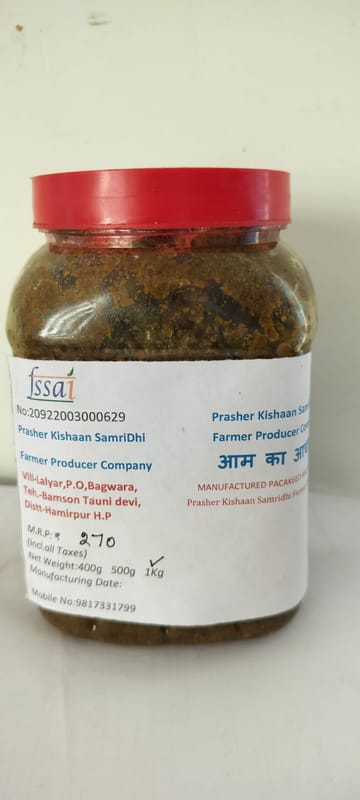 fssai
No:20922003000629
Prasher Kishaan SamriDhi
Farmer Producer Company
Vill-Lalyar,P.O,Bagwara,
Teh.-Bamson Tauni devi,
Distt-Hamirpur H.P
M.R.P: ₹ 270
(incl.all Taxes)
Net Weight:400g 500g 1Kg
Manufacturing Date:
Mobile No:9817331799
Prasher Kishaan
Farmer Producer
आम का
MANUFACTURED PACAKGED
Prasher Kishaan Samridhi